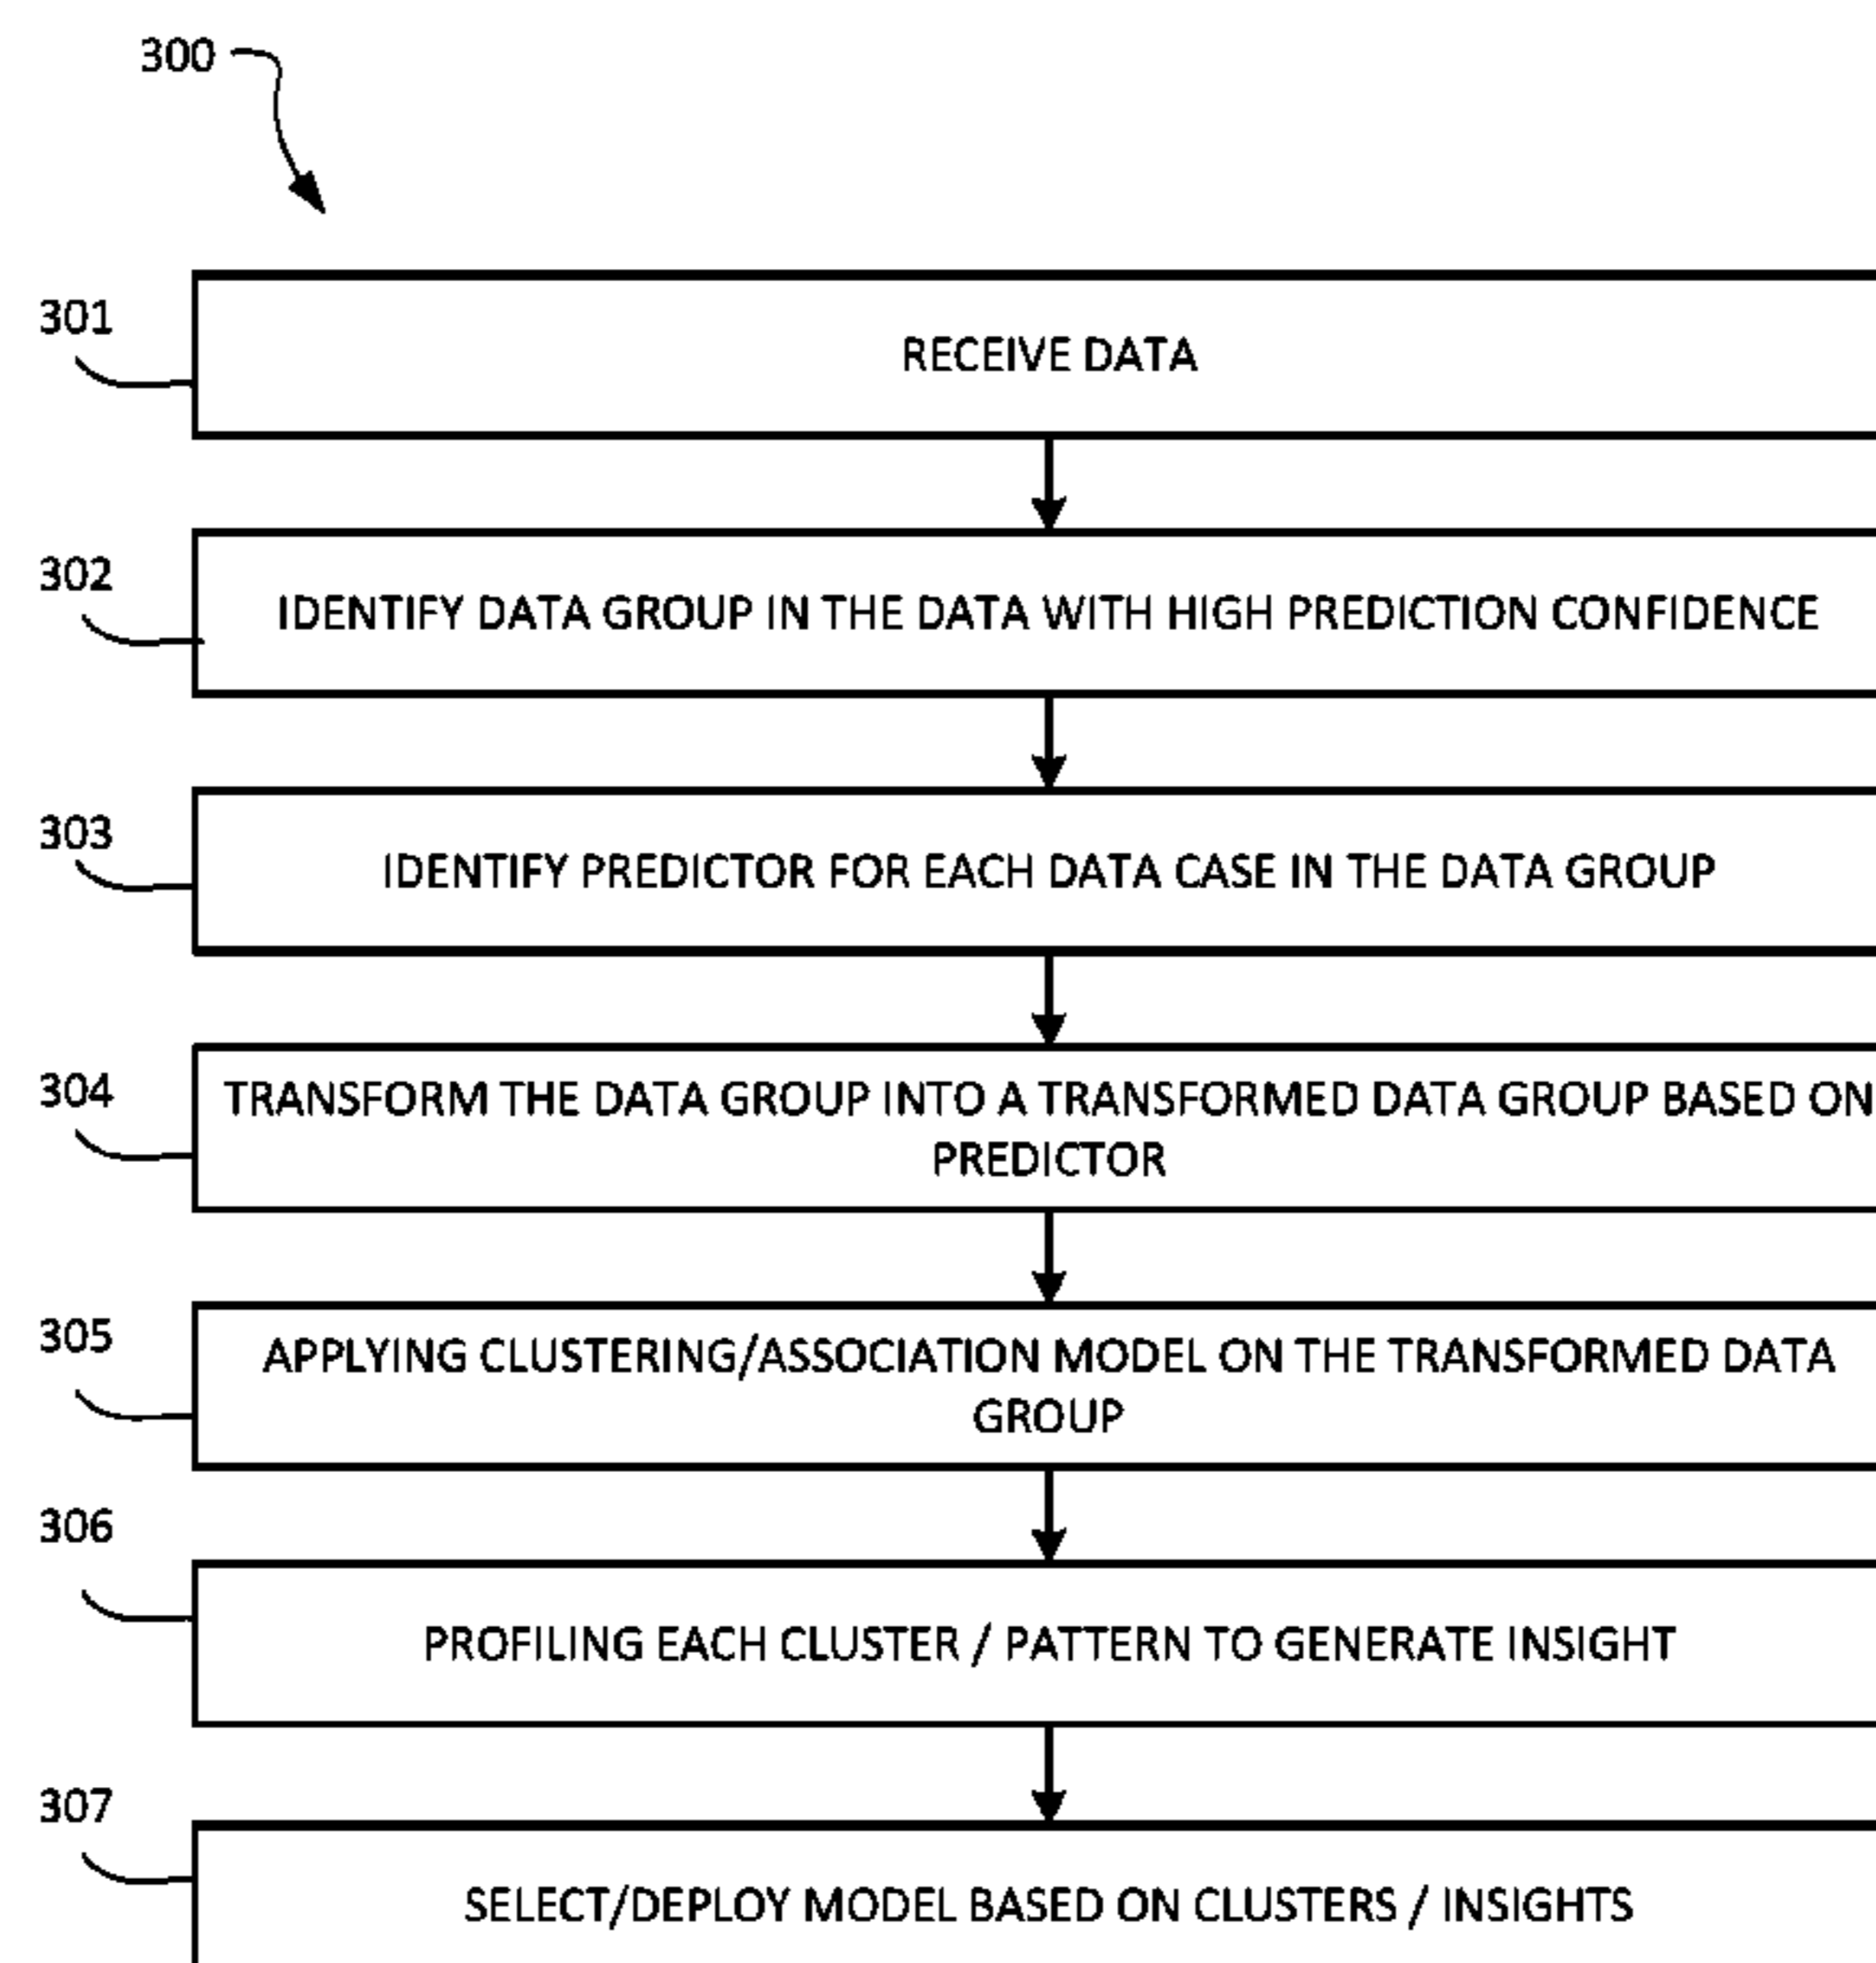 300
301
RECEIVE DATA
302
IDENTIFY DATA GROUP IN THE DATA WITH HIGH PREDICTION CONFIDENCE
303
IDENTIFY PREDICTOR FOR EACH DATA CASE IN THE DATA GROUP
304
TRANSFORM THE DATA GROUP INTO A TRANSFORMED DATA GROUP BASED ON
PREDICTOR
305
APPLYING CLUSTERING/ASSOCIATION MODEL ON THE TRANSFORMED DATA
GROUP
306
PROFILING EACH CLUSTER / PATTERN TO GENERATE INSIGHT
307
SELECT/DEPLOY MODEL BASED ON CLUSTERS / INSIGHTS